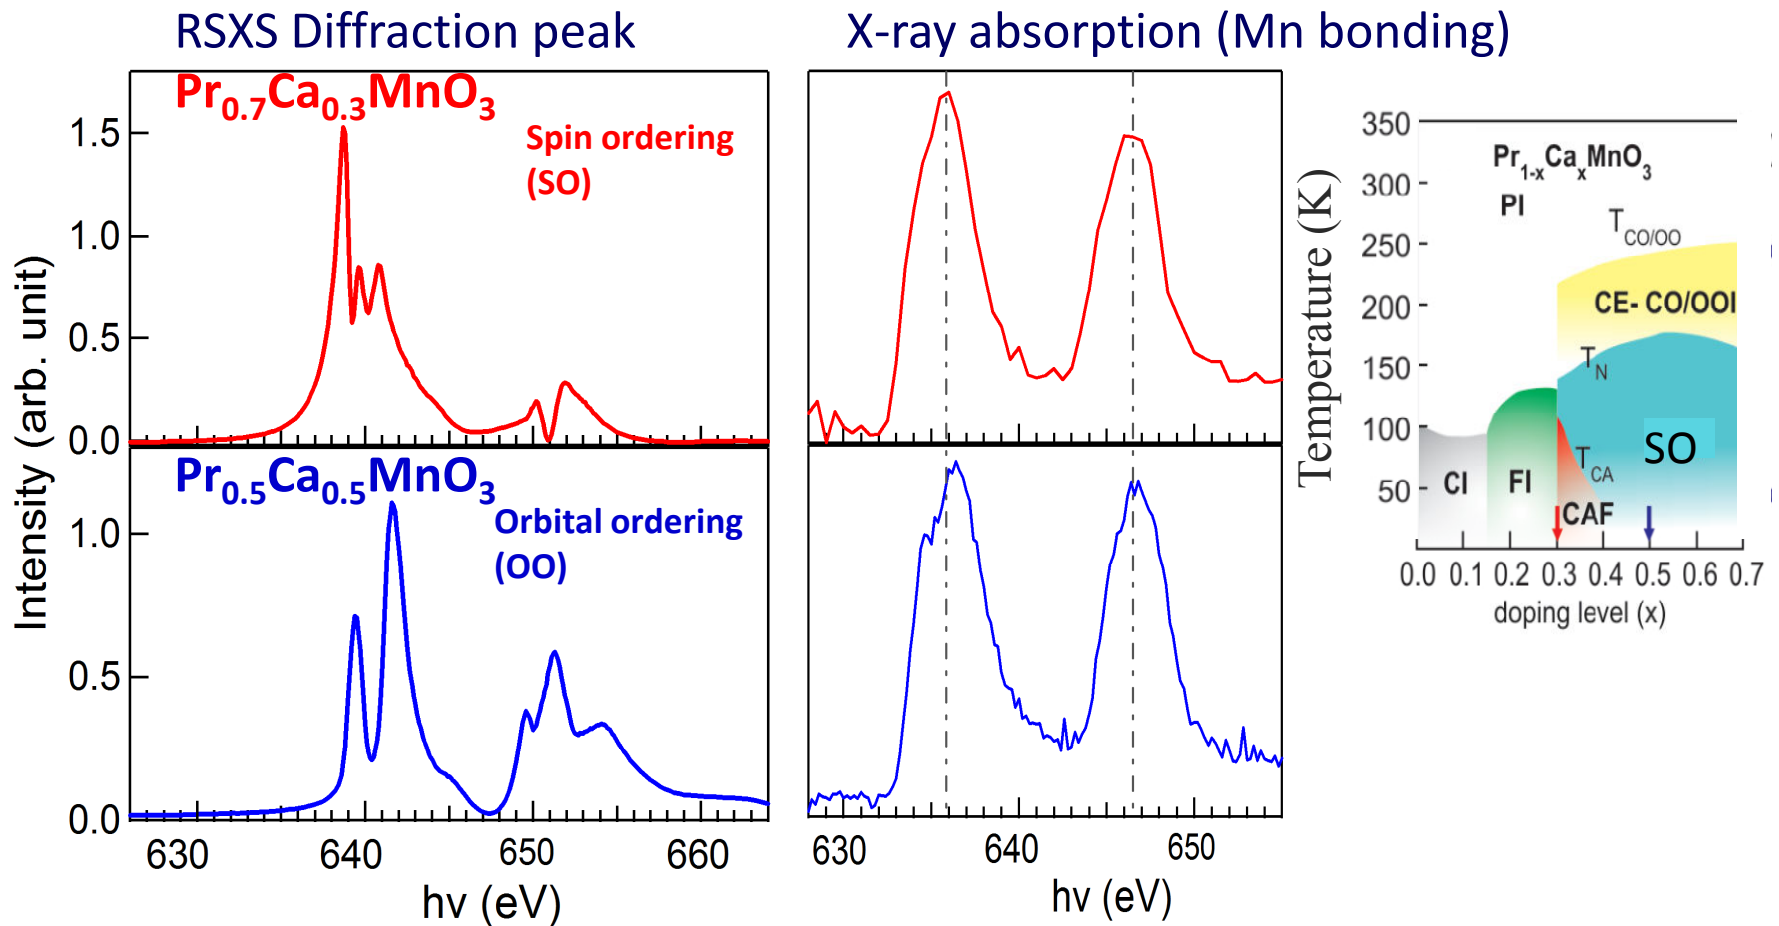 RSXS Diffraction peak
X-ray absorption (Mn bonding)
Pr0.7Ca0.3MnO3
Spin ordering
(SO)
1.5
1.0
0.5
0.0
Intensity (arb. unit)
Pr0.5Ca0.5MnO3
Orbital ordering
(OO)
1.0
0.5
0.0
630 640 650 660
hν (eV)
630 640 650
hν (eV)
Temperature (K)
350
300
250
200
150
100
50
Pr1-xCaxMnO3
PI
TCO/OO
CE- CO/OOI
TN
SO
TCA
CI
FI
CAF
0.0 0.1 0.2 0.3 0.4 0.5 0.6 0.7
doping level (x)